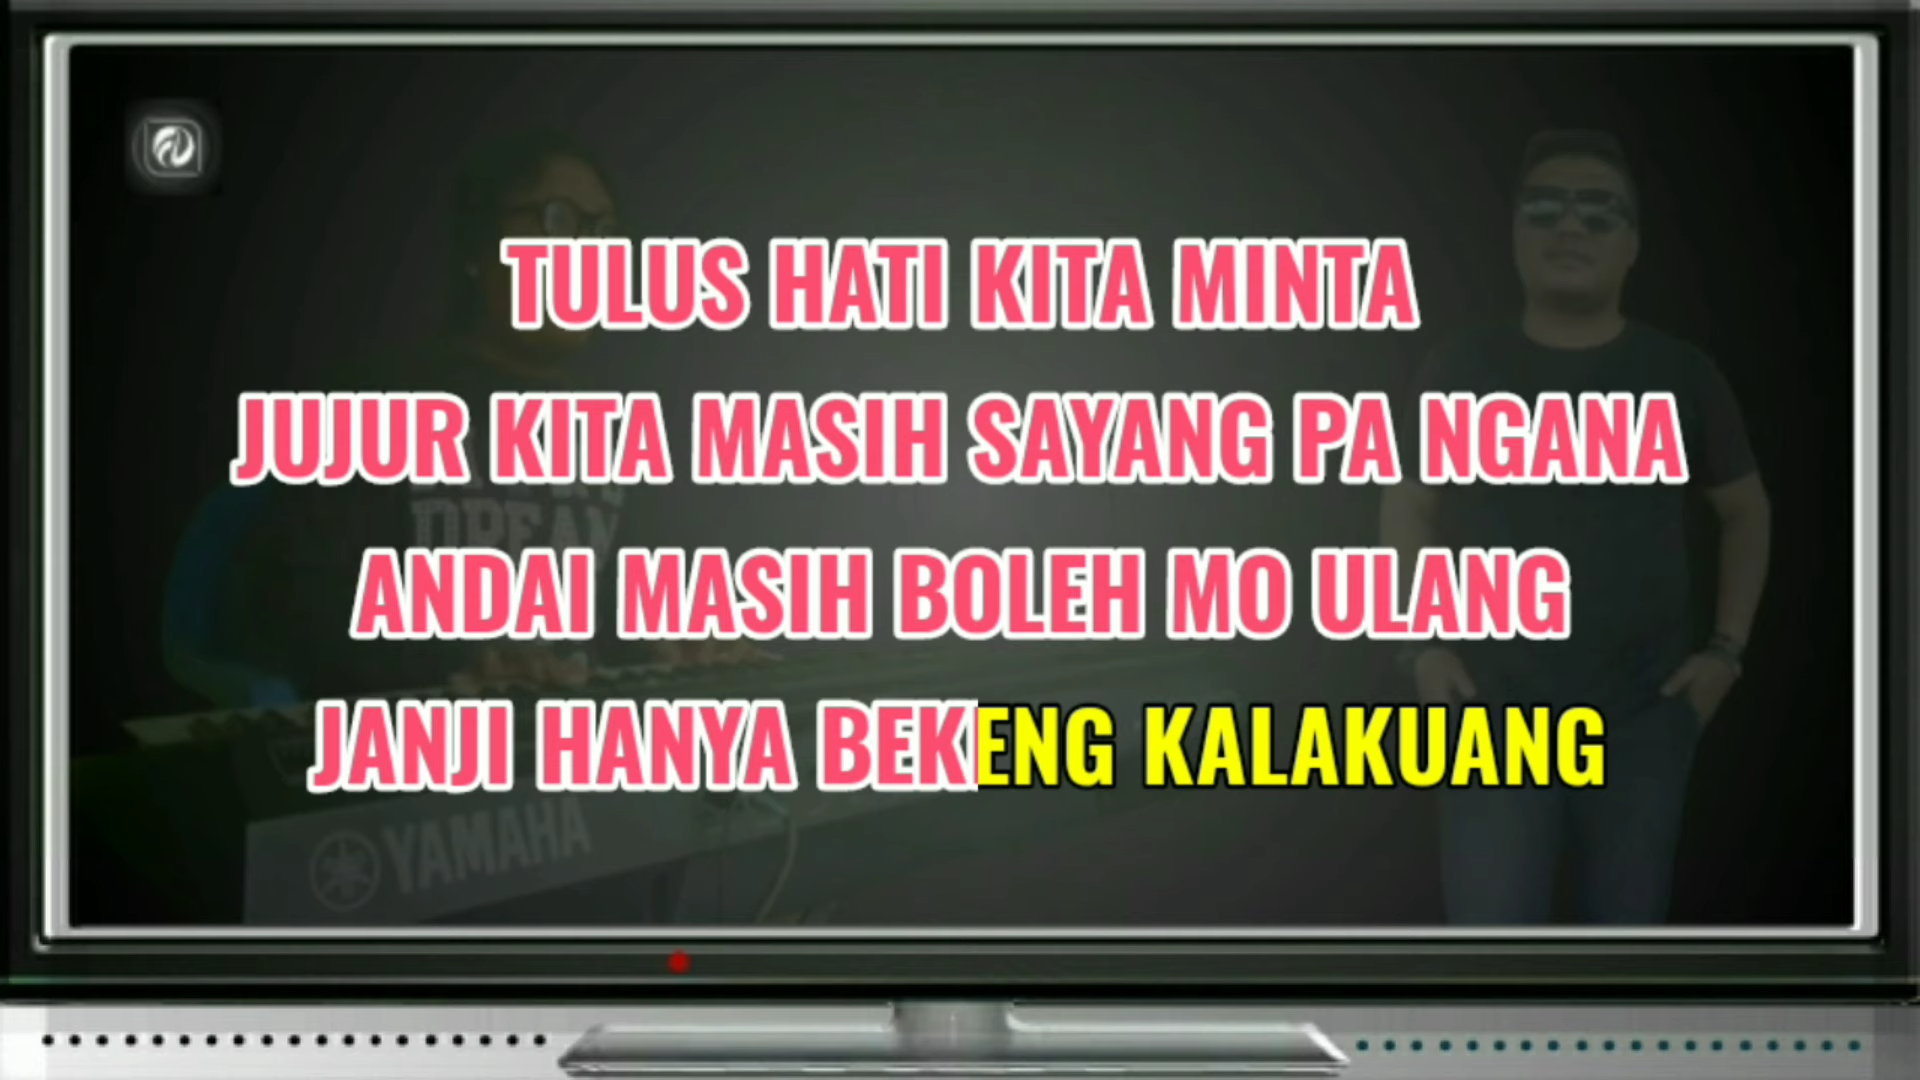 TULUS HATI KITA MINTA
JUJUR KITA MASIH SAYANG PA NGANA
ANDAI MASIH BOLEH MO ULANG
JANJI HANYA BEKENG KALAKUANG
YAMAHA